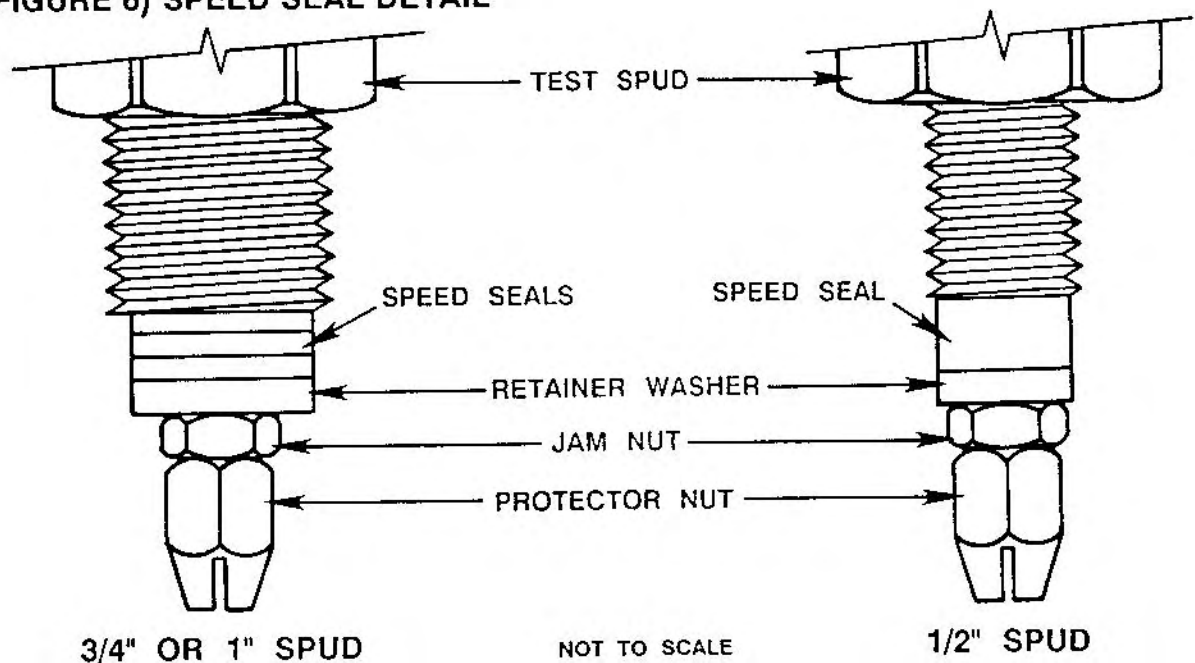 FIGURE 6) SPEED SEAL DETAIL
TEST SPUD
SPEED SEALS
SPEED SEAL
RETAINER WASHER
JAM NUT
PROTECTOR NUT
3/4" OR 1" SPUD
NOT TO SCALE
1/2" SPUD